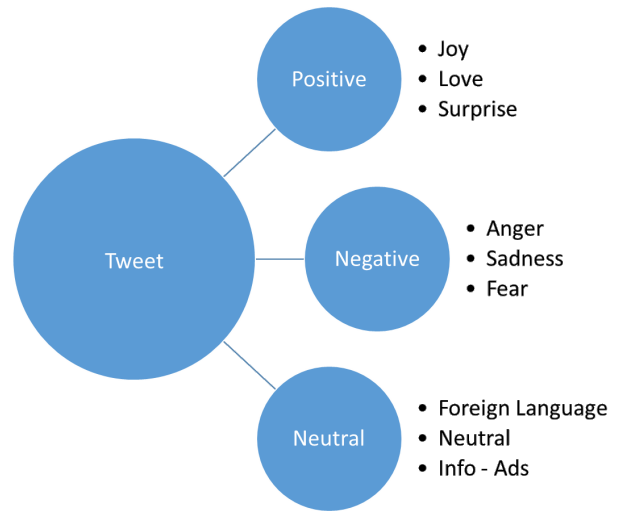 Tweet
Positive
• Joy
• Love
• Surprise
Negative
• Anger
• Sadness
• Fear
Neutral
• Foreign Language
• Neutral
• Info - Ads